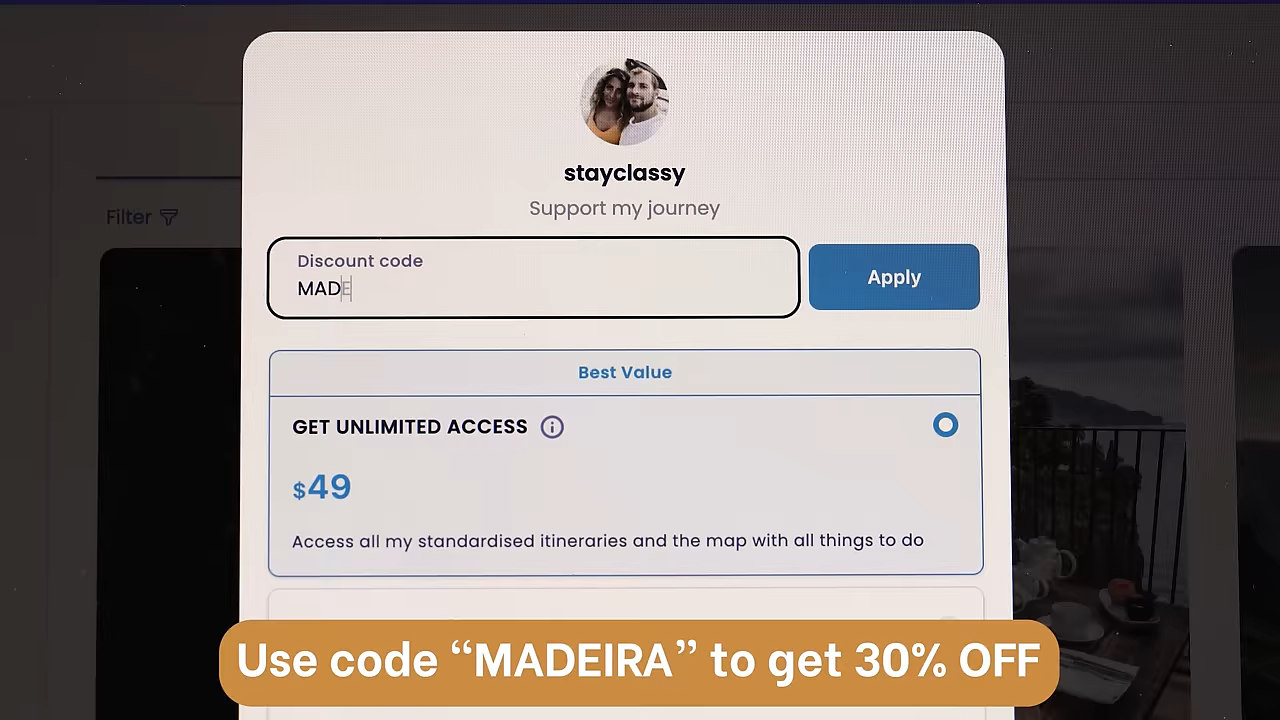 stayclassy
Support my journey
Filter
Discount code
MADE
Apply
Best Value
GET UNLIMITED ACCESS
$49
Access all my standardised itineraries and the map with all things to do
Use code “MADEIRA” to get 30% OFF